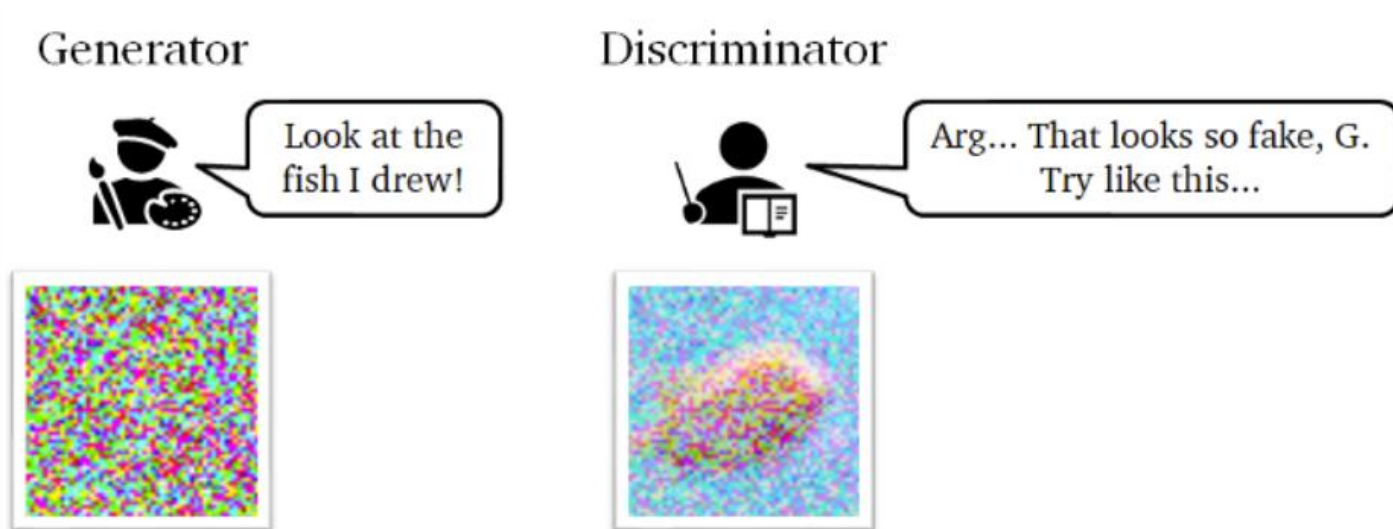 Generator
Look at the
fish I drew!
Discriminator
Arg... That looks so fake, G.
Try like this...